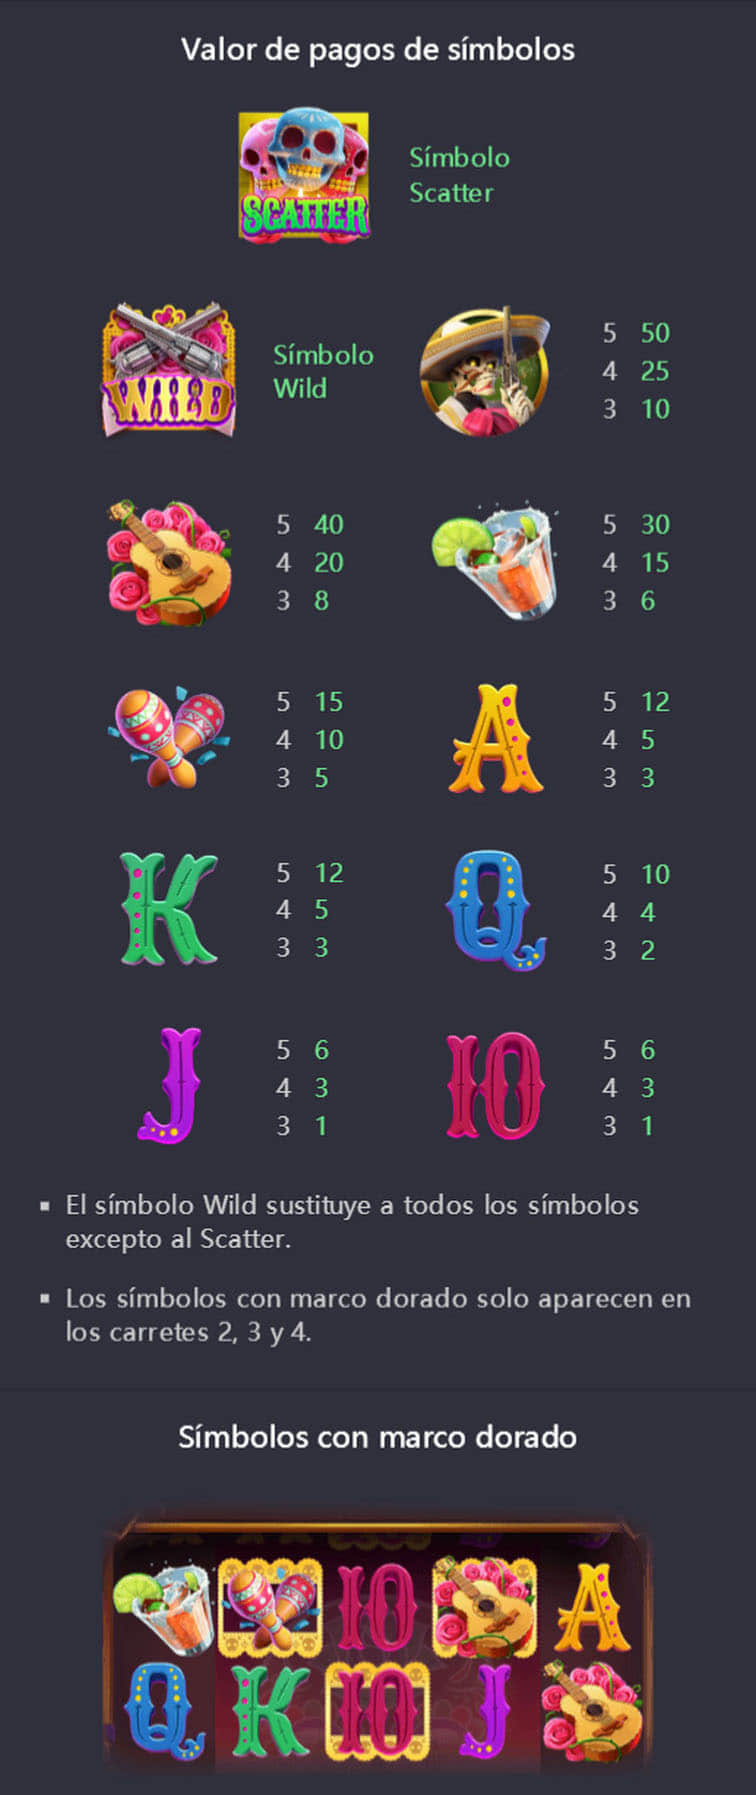 Valor de pagos de símbolos
SCATTER
Símbolo
Scatter
WILD
Símbolo
Wild
5 50
4 25
3 10
5 40
4 20
3 8
5 30
4 15
3 6
5 15
4 10
3 5
A
5 12
4 5
3 3
K
5 12
4 5
3 3
Q
5 10
4 4
3 2
J
5 6
4 3
3 1
10
5 6
4 3
3 1
▪ El símbolo Wild sustituye a todos los símbolos
excepto al Scatter.
▪ Los símbolos con marco dorado solo aparecen en
los carretes 2, 3 y 4.
Símbolos con marco dorado
10 A
Q K 10 J